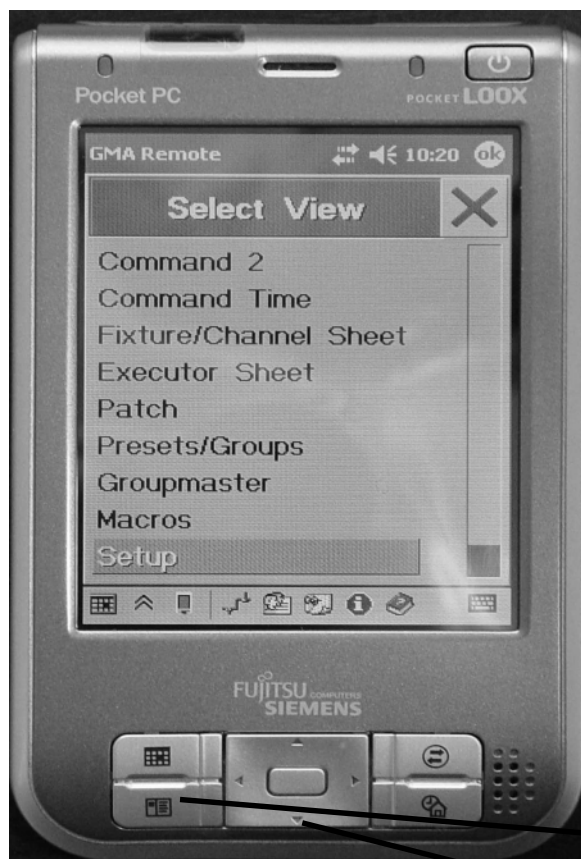 Pocket PC
POCKET LOOX
GMA Remote 10:20 ok
Select View
Command 2
Command Time
Fixture/Channel Sheet
Executor Sheet
Patch
Presets/Groups
Groupmaster
Macros
Setup
FUJITSU COMPUTERS
SIEMENS